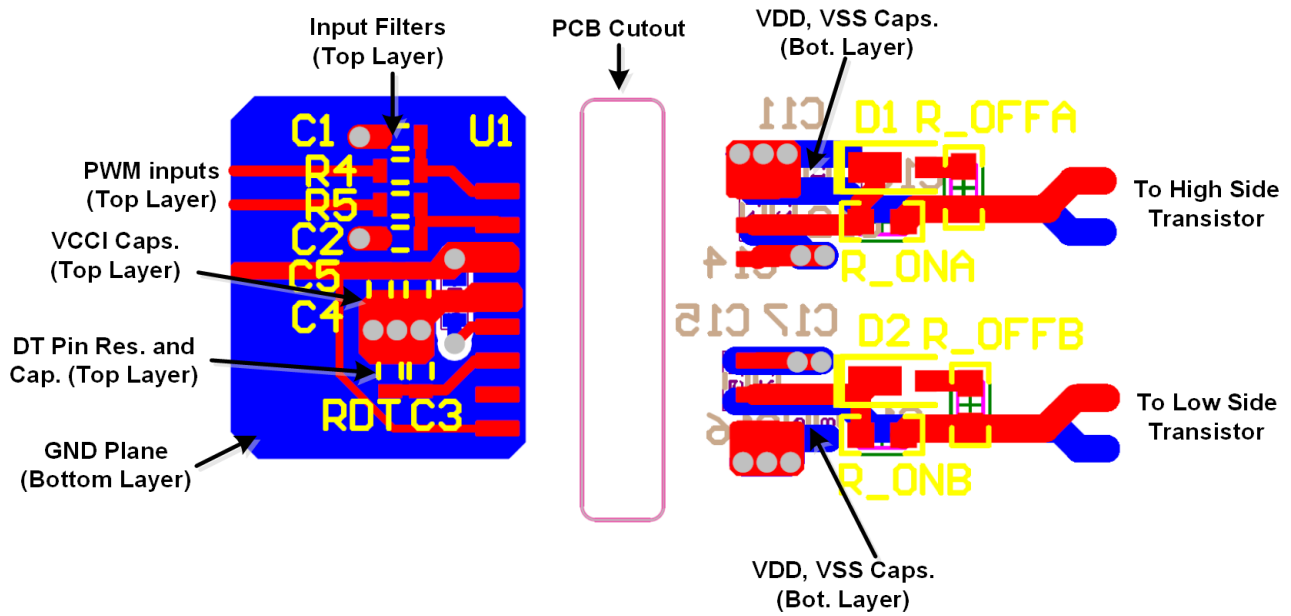 Input Filters
(Top Layer)
PCB Cutout
VDD, VSS Caps.
(Bot. Layer)
C1
U1
C11
D1 R_OFFA
PWM inputs
(Top Layer)
R4
R5
C2
To High Side
Transistor
VCCI Caps.
(Top Layer)
C5
C4
C14
R_ONA
C15
C17
D2 R_OFFB
DT Pin Res. and
Cap. (Top Layer)
RDT C3
To Low Side
Transistor
GND Plane
(Bottom Layer)
R_ONB
VDD, VSS Caps.
(Bot. Layer)